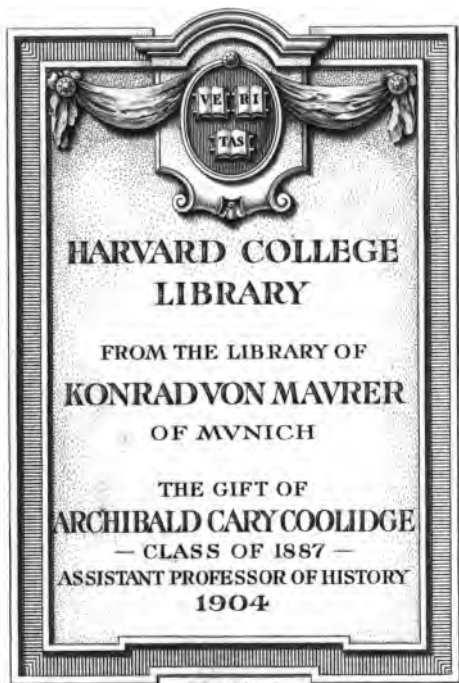 VE RI
TAS
HARVARD COLLEGE
LIBRARY
FROM THE LIBRARY OF
KONRAD VON MAVRER
OF MVNICH
THE GIFT OF
ARCHIBALD CARY COOLIDGE
— CLASS OF 1887 —
ASSISTANT PROFESSOR OF HISTORY
1904